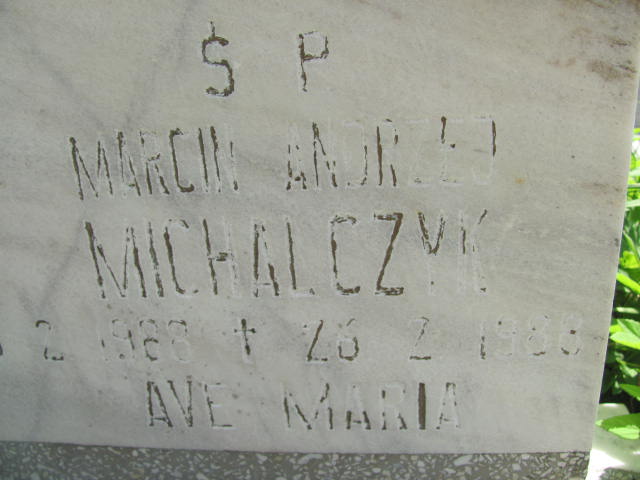 Ś P
MARCIN ANDRZEJ
MICHALCZYK
2 1988 † 26 2 1988
AVE MARIA